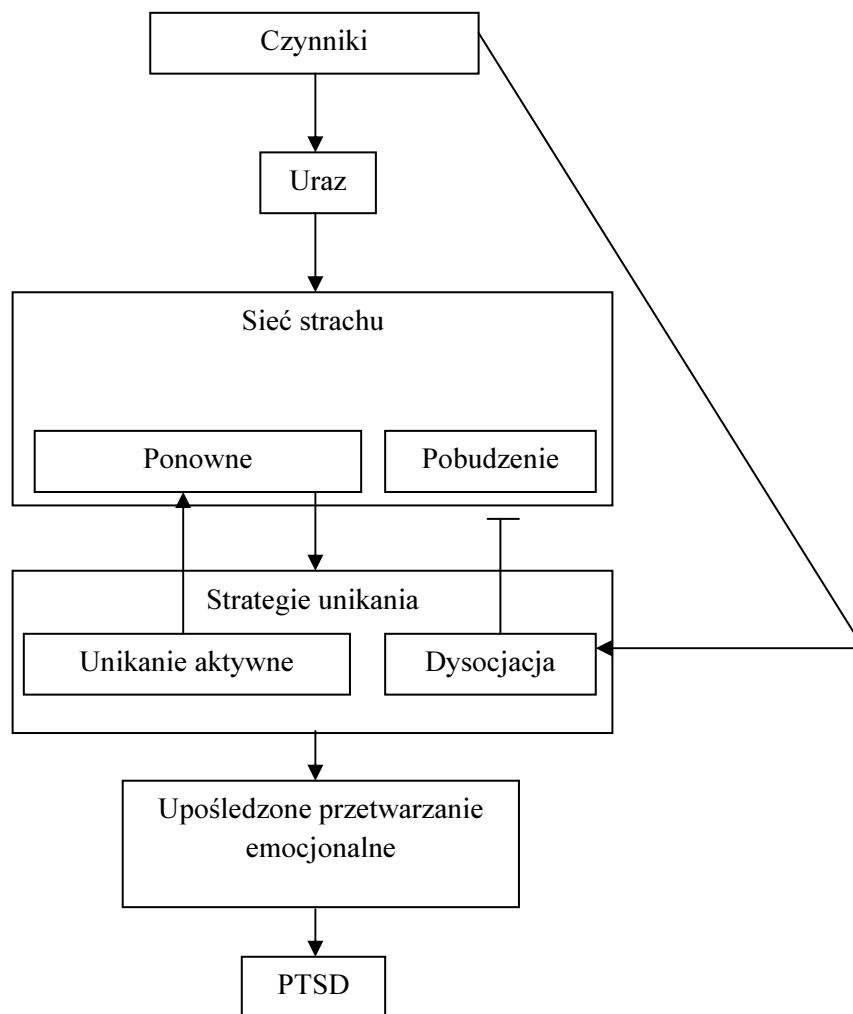 Czynniki
Uraz
Sieć strachu
Ponowne
Pobudzenie
Strategie unikania
Unikanie aktywne
Dysocjacja
Upośledzone przetwarzanie
emocjonalne
PTSD